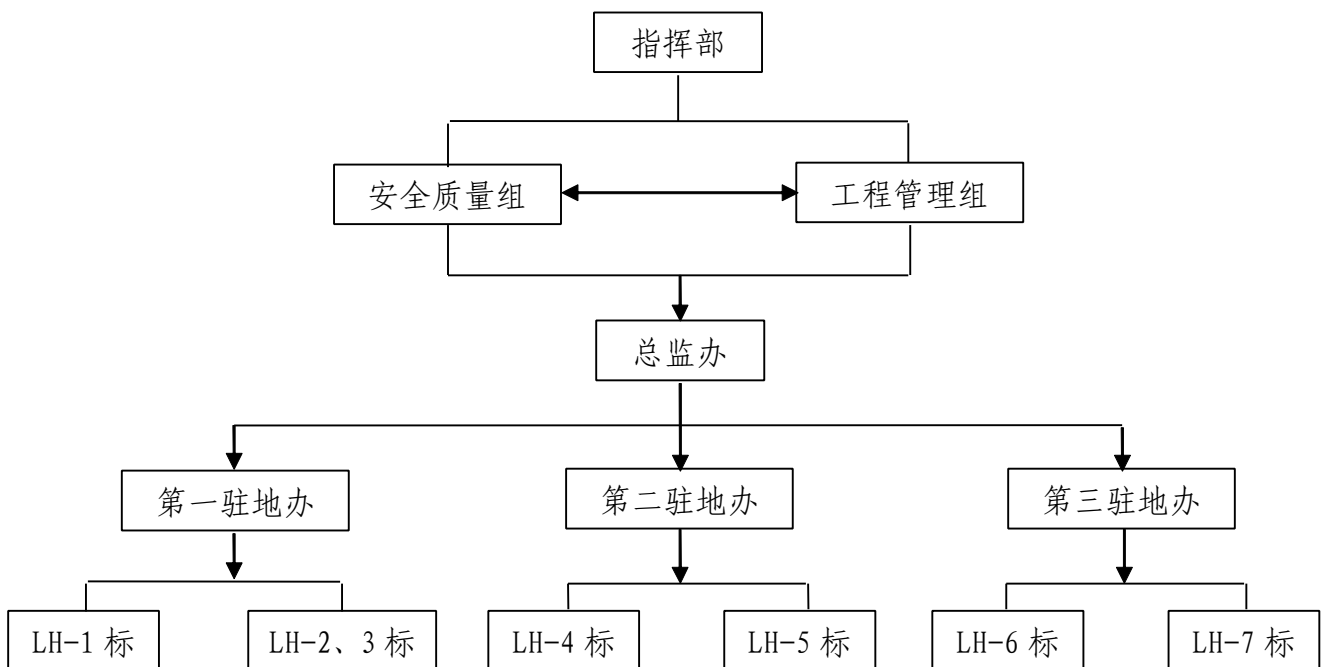 指挥部
安全质量组
工程管理组
总监办
第一驻地办
第二驻地办
第三驻地办
LH-1 标
LH-2、3 标
LH-4 标
LH-5 标
LH-6 标
LH-7 标